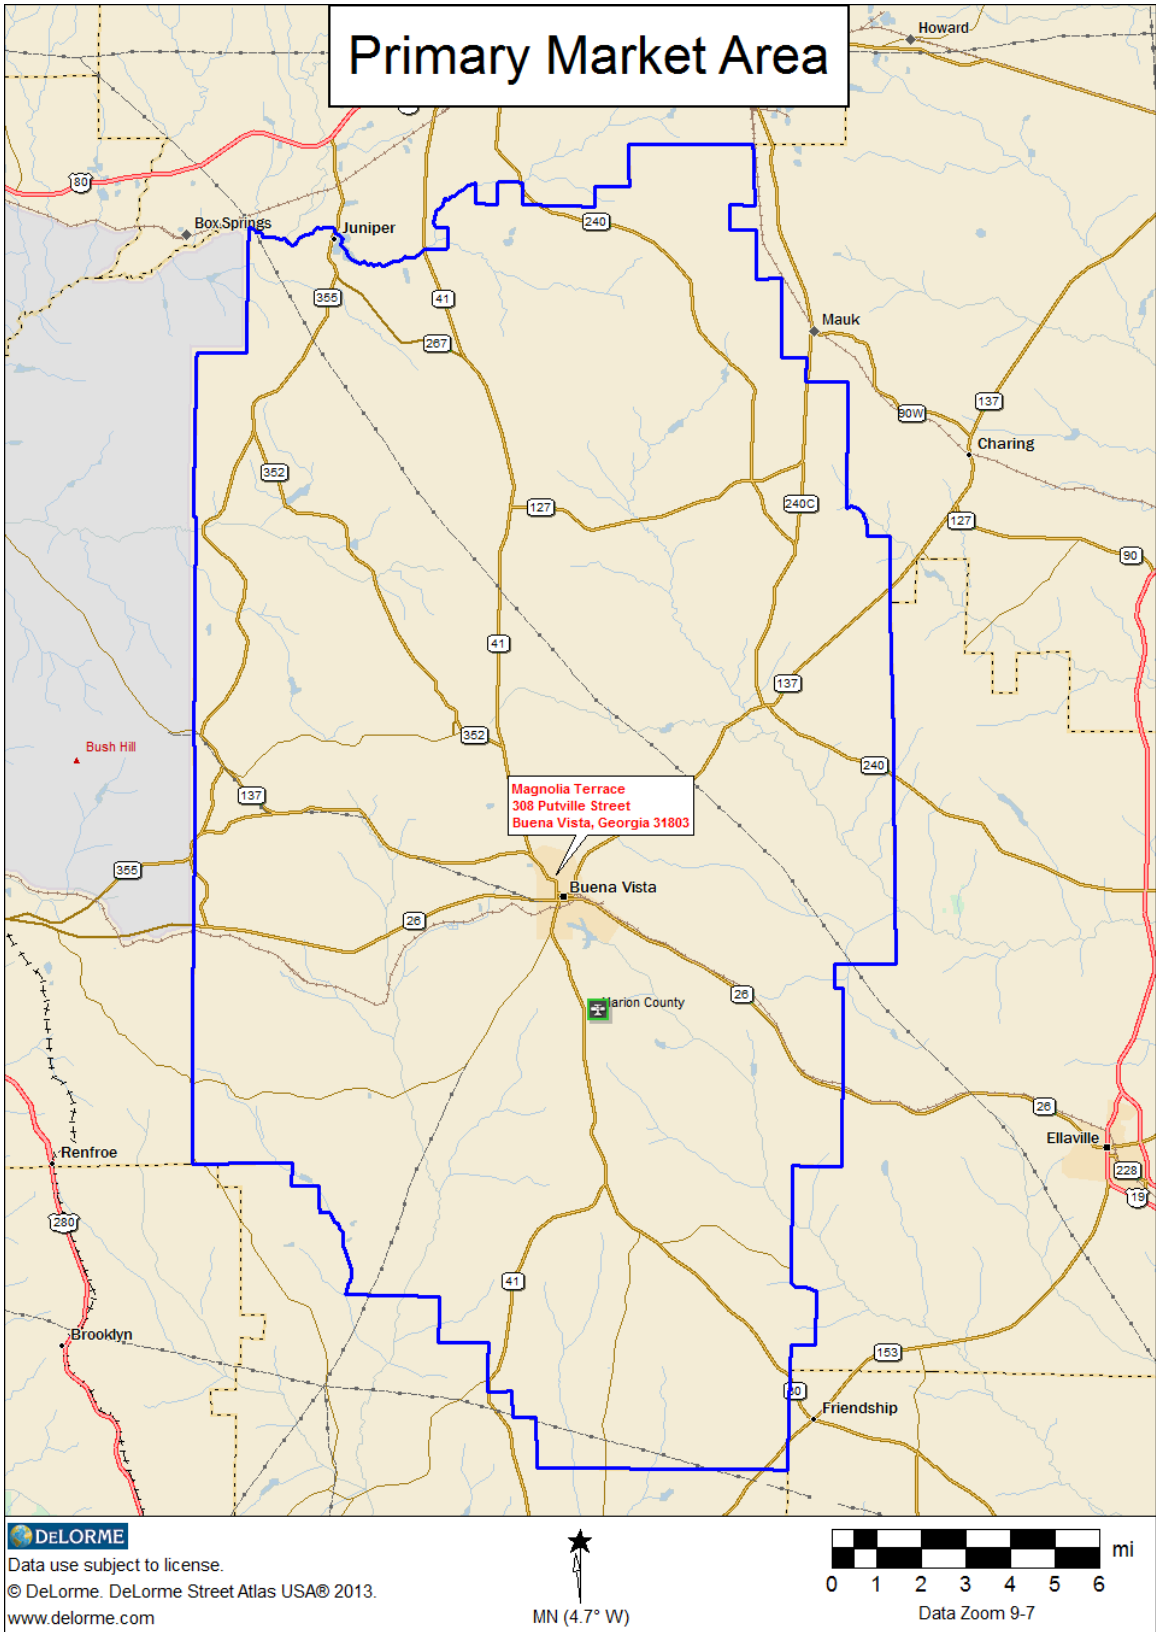 Primary Market Area
Howard
80
Box Springs
Juniper
240
355
41
267
Mauk
90W
137
Charing
352
127
240C
127
90
41
137
352
Bush Hill
240
137
Magnolia Terrace
308 Putville Street
Buena Vista, Georgia 31803
355
Buena Vista
26
26
Marion County
26
Ellaville
Renfroe
228
19
280
41
Brooklyn
153
30
Friendship
DELORME
Data use subject to license.
© DeLorme. DeLorme Street Atlas USA® 2013.
www.delorme.com
MN (4.7° W)
mi
0 1 2 3 4 5 6
Data Zoom 9-7